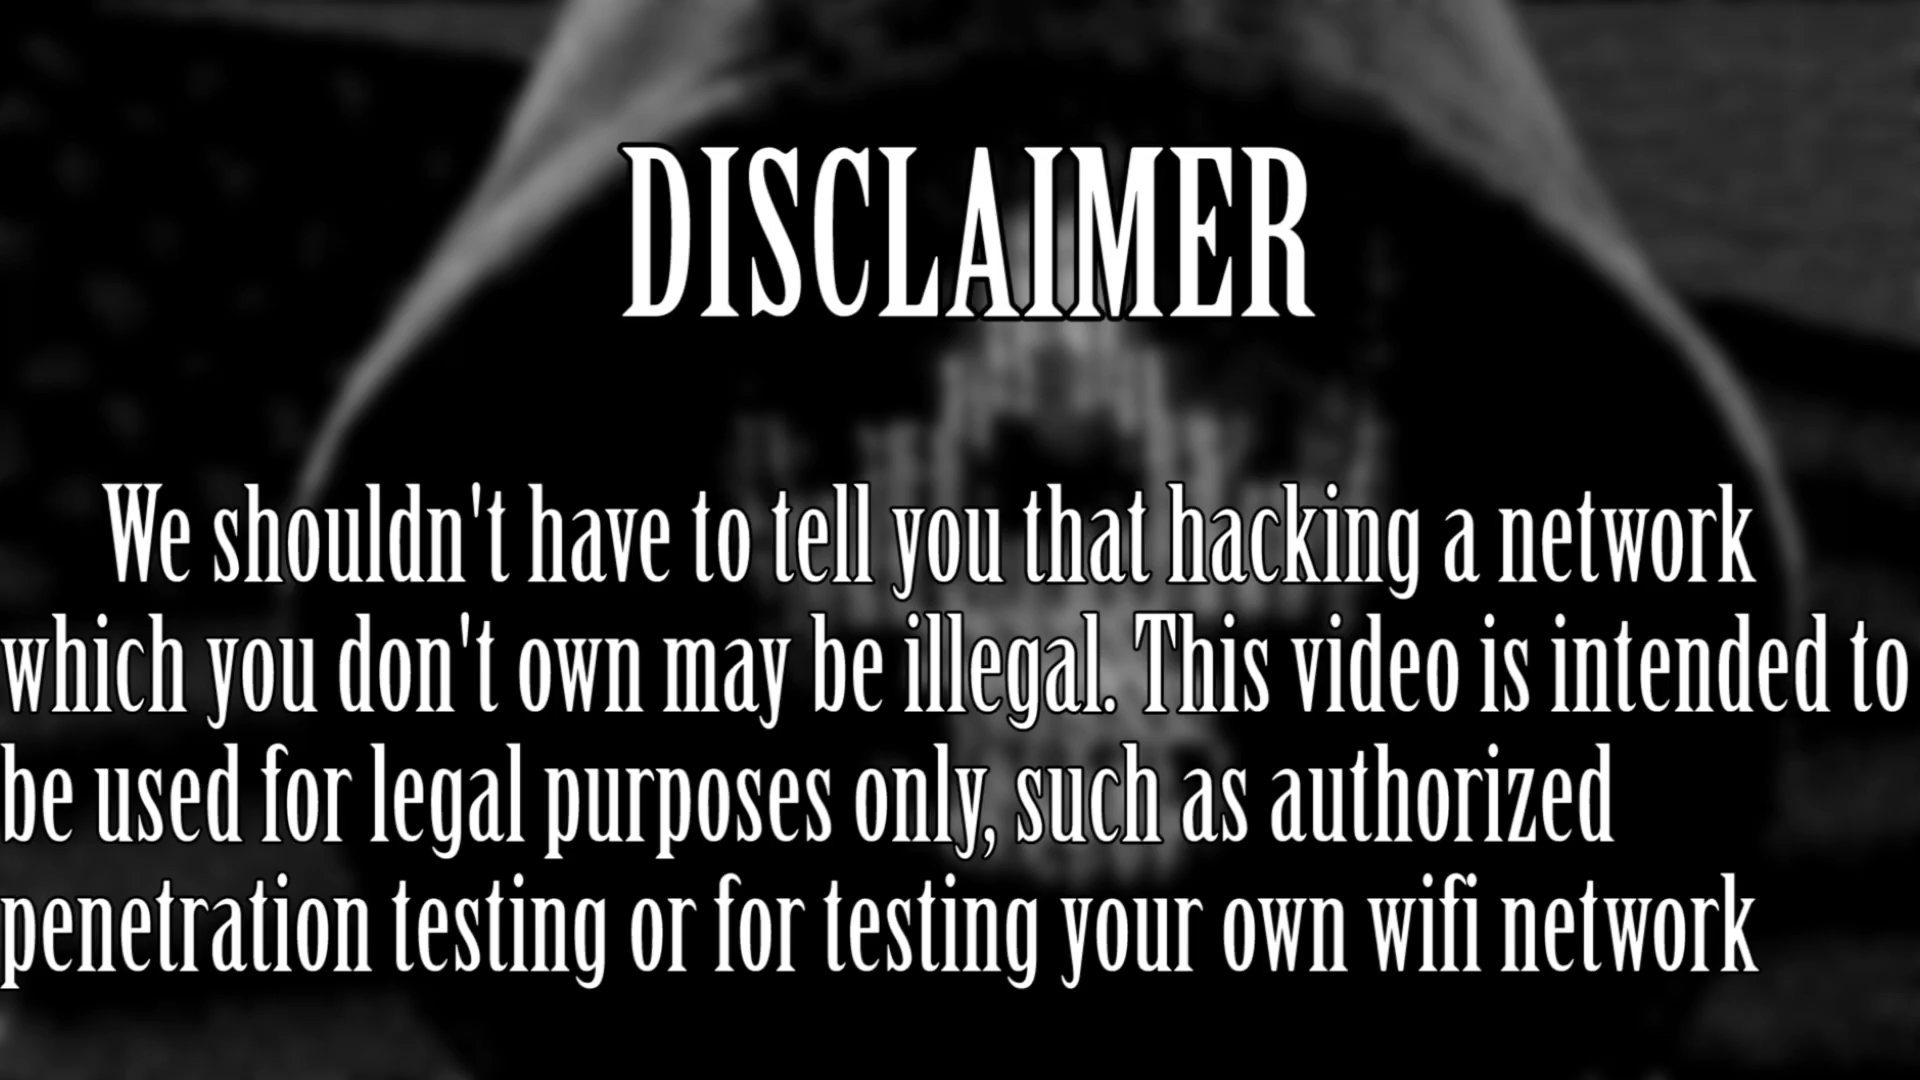 DISCLAIMER
We shouldn't have to tell you that hacking a network
which you don't own may be illegal. This video is intended to
be used for legal purposes only, such as authorized
penetration testing or for testing your own wifi network